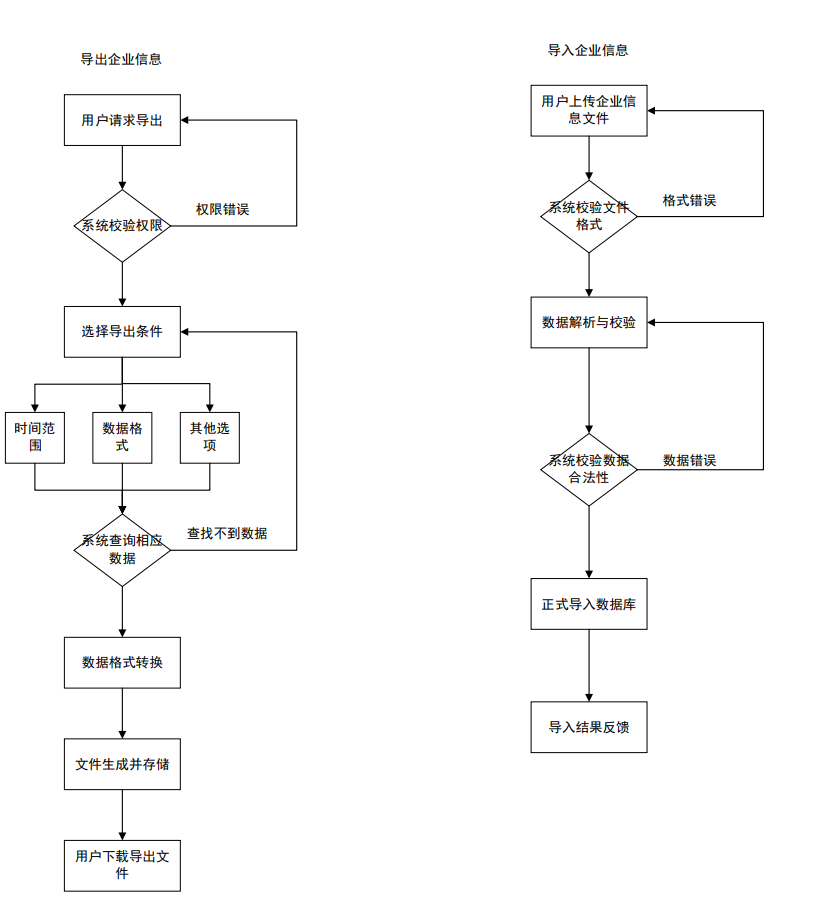 导出企业信息
用户请求导出
权限错误
系统校验权限
选择导出条件
时间范
围
数据格
式
其他选
项
系统查询相应
数据
查找不到数据
数据格式转换
文件生成并存储
用户下载导出文
件
导入企业信息
用户上传企业信
息文件
格式错误
系统校验文件
格式
数据解析与校验
系统校验数据
合法性
数据错误
正式导入数据库
导入结果反馈